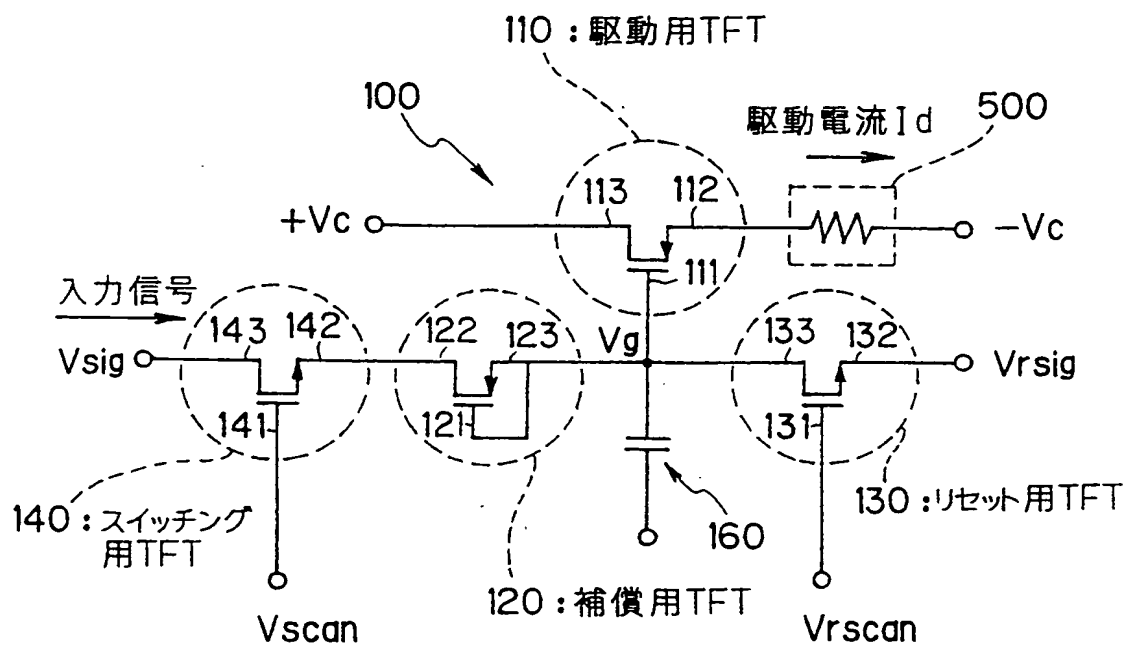 110：駆動用TFT
100
駆動電流Id
500
113
112
+Vc
-Vc
111
入力信号
143
142
122
123
Vg
133
132
Vsig
Vrsig
141
121
131
140：スイッチング
用TFT
160
130：リセット用TFT
120：補償用TFT
Vscan
Vrscan